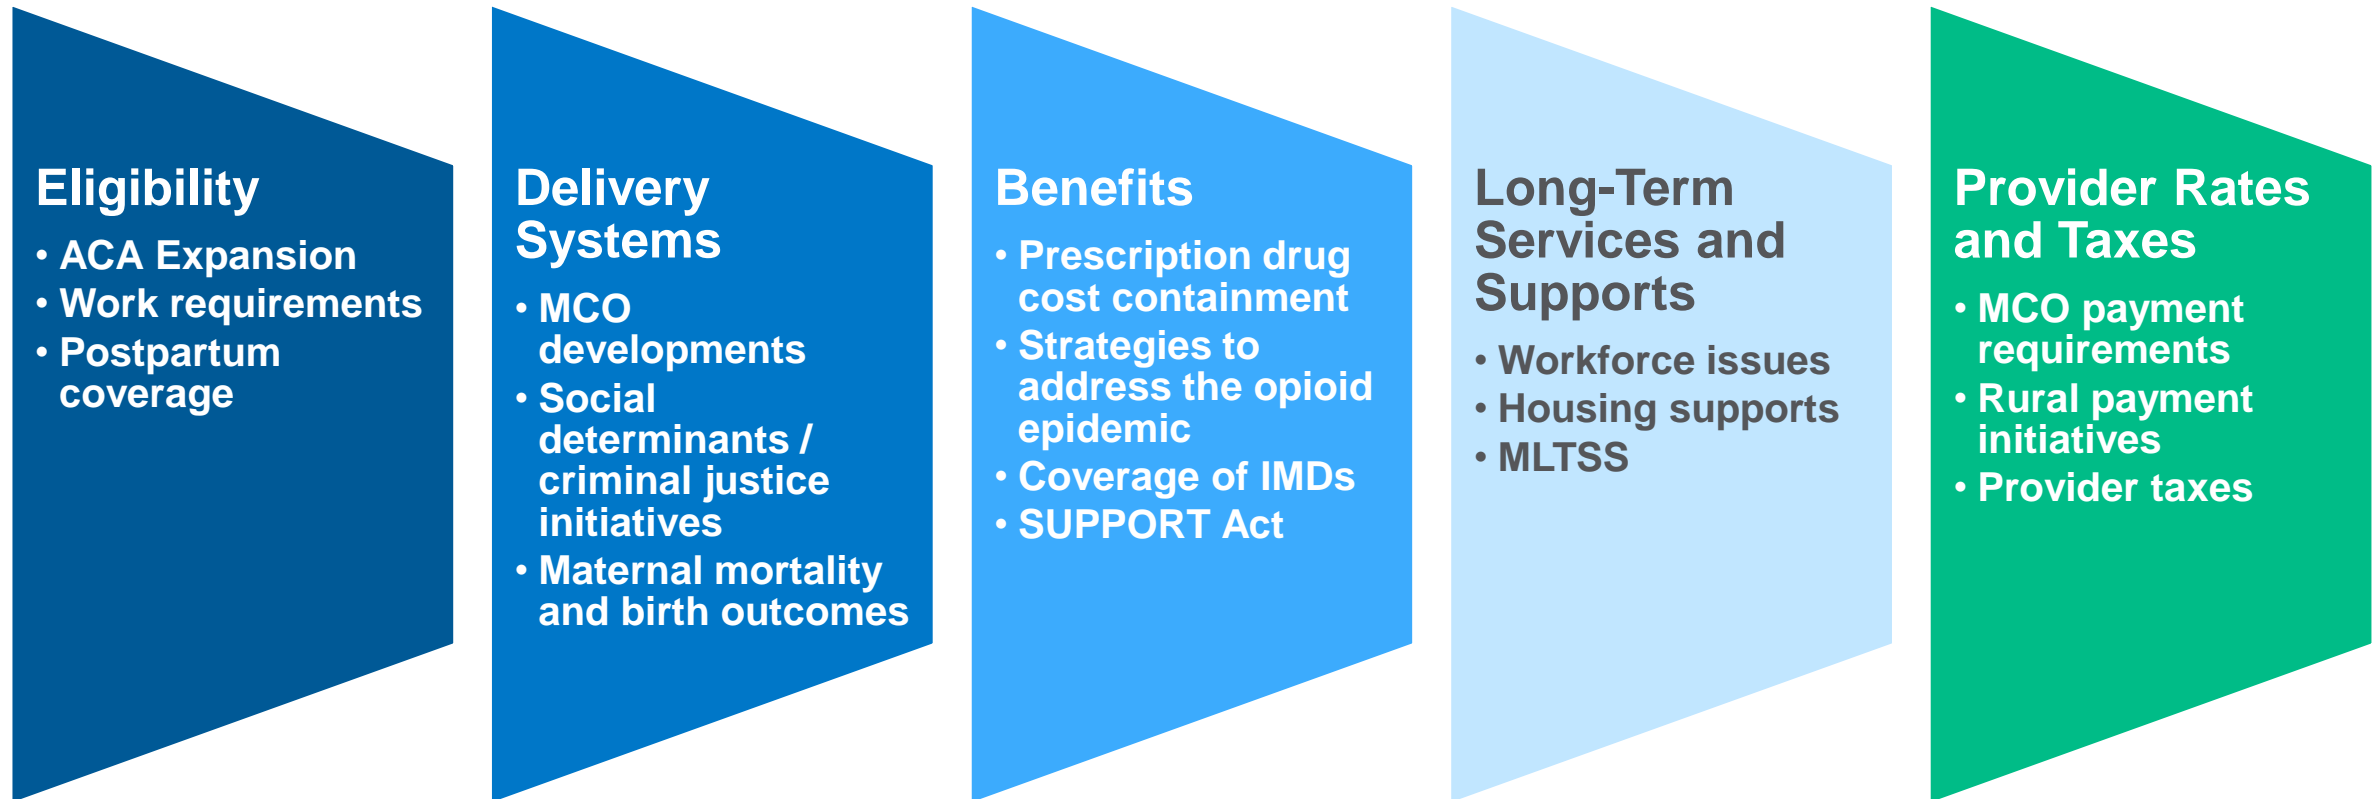 Eligibility
• ACA Expansion
• Work requirements
• Postpartum
coverage
Delivery
Systems
• MCO
developments
• Social
determinants /
criminal justice
initiatives
• Maternal mortality
and birth outcomes
Benefits
• Prescription drug
cost containment
• Strategies to
address the opioid
epidemic
• Coverage of IMDs
• SUPPORT Act
Long-Term
Services and
Supports
• Workforce issues
• Housing supports
• MLTSS
Provider Rates
and Taxes
• MCO payment
requirements
• Rural payment
initiatives
• Provider taxes